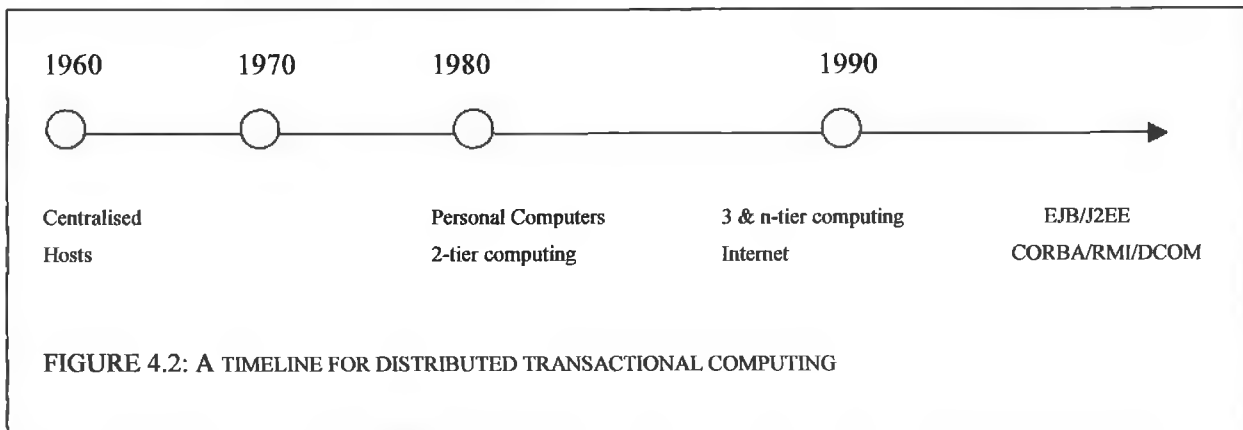 1960 1970 1980 1990
Centralised Personal Computers 3 & n-tier computing EJB/J2EE
Hosts 2-tier computing Internet CORBA/RMI/DCOM
FIGURE 4.2: A TIMELINE FOR DISTRIBUTED TRANSACTIONAL COMPUTING